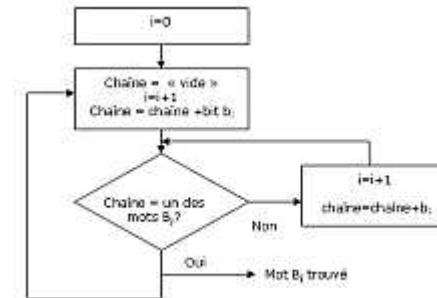 i=0
Chaîne = « vide »
i=i+1
Chaîne = chaîne +bit bᵢ
Chaîne = un des
mots Bⱼ?
Non
i=i+1
chaîne=chaîne+bᵢ
Oui
Mot Bⱼ trouvé